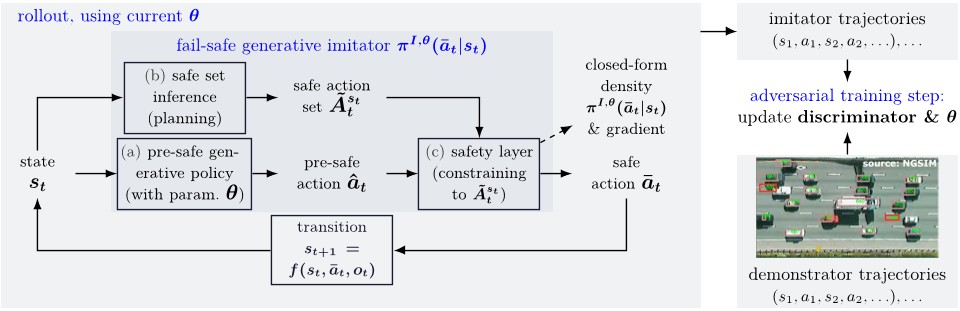 rollout, using current θ
fail-safe generative imitator π^{I,θ}(ā_t|s_t)
(b) safe set
inference
(planning)
safe action
set Ã_t^{s_t}
closed-form
density
π^{I,θ}(ā_t|s_t)
& gradient
state
s_t
(a) pre-safe gen-
erative policy
(with param. θ)
pre-safe
action â_t
(c) safety layer
(constraining
to Ã_t^{s_t})
safe
action ā_t
transition
s_{t+1} =
f(s_t, ā_t, o_t)
imitator trajectories
(s_1, a_1, s_2, a_2, . . .), . . .
adversarial training step:
update discriminator & θ
source: NGSIM
demonstrator trajectories
(s_1, a_1, s_2, a_2, . . .), . . .